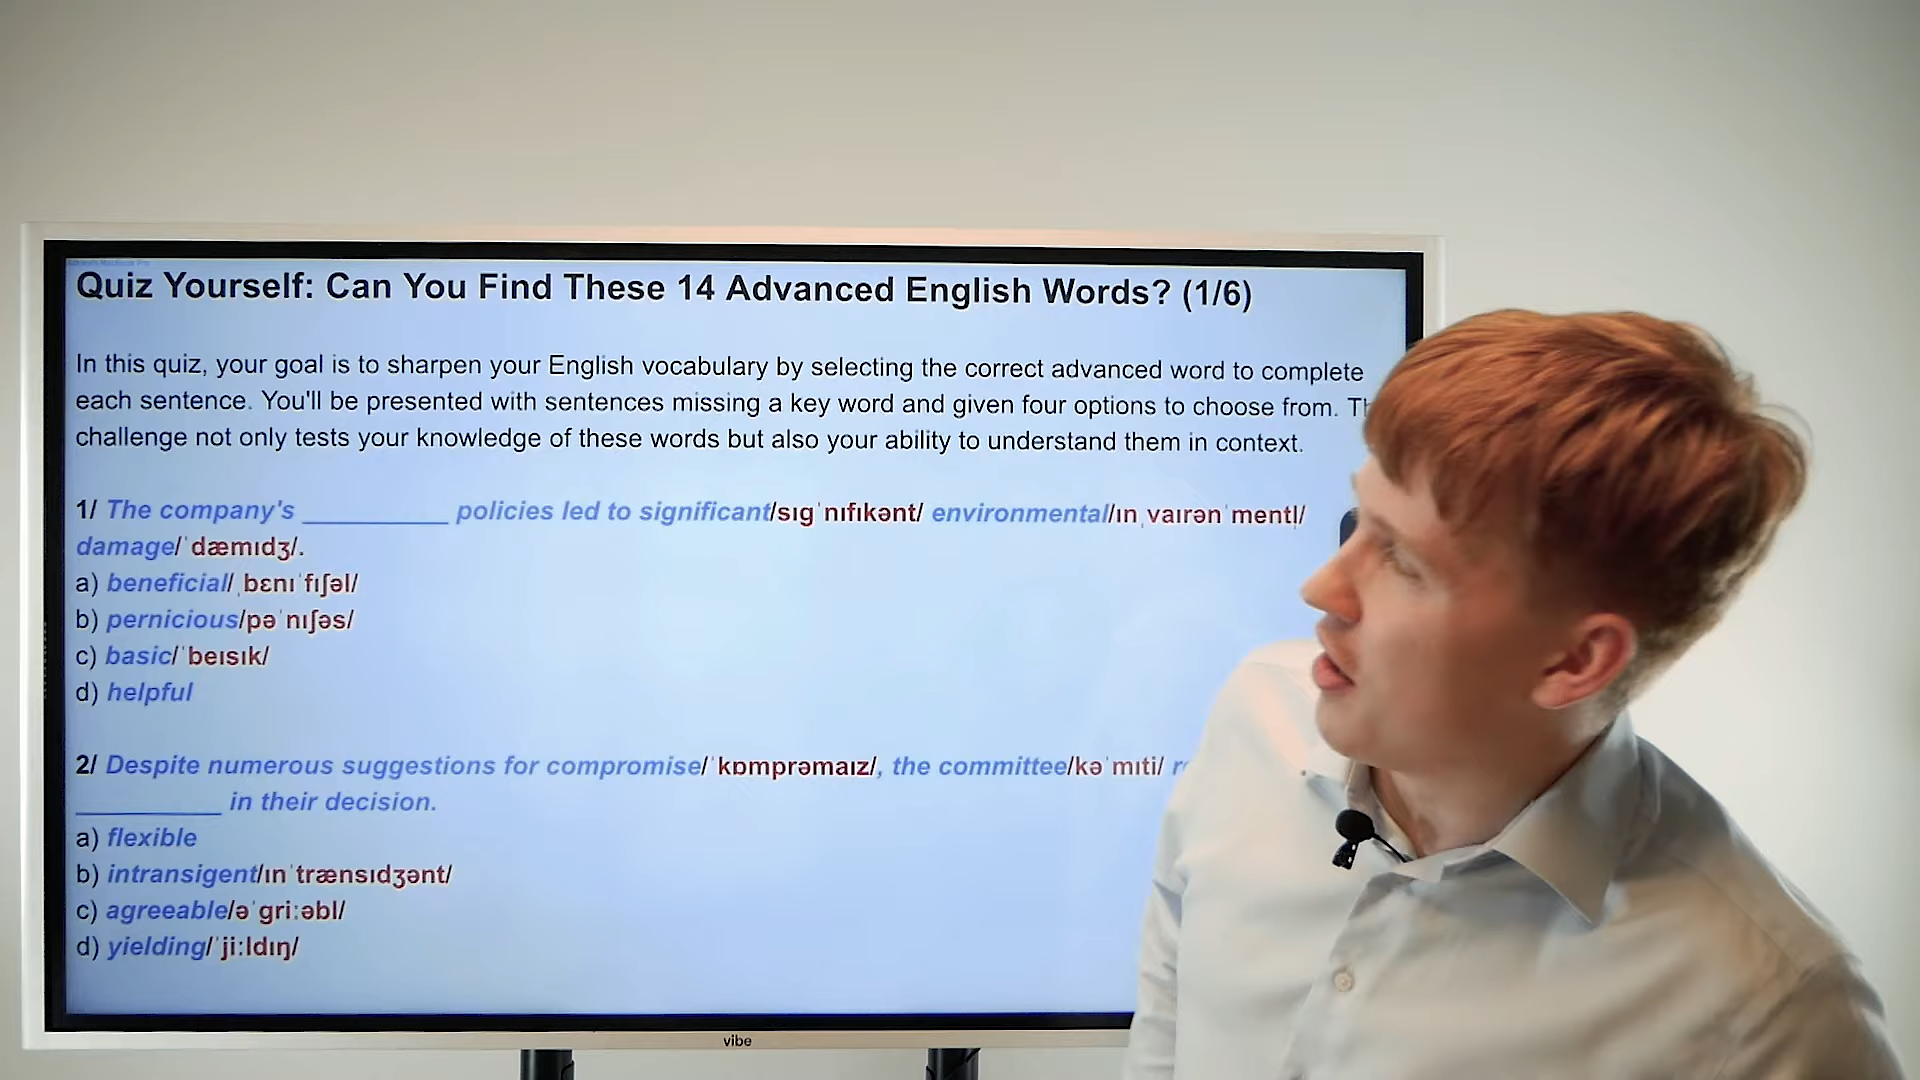 Quiz Yourself: Can You Find These 14 Advanced English Words? (1/6)
In this quiz, your goal is to sharpen your English vocabulary by selecting the correct advanced word to complete
each sentence. You'll be presented with sentences missing a key word and given four options to choose from.
challenge not only tests your knowledge of these words but also your ability to understand them in context.
1/ The company's __________ policies led to significant/sɪɡˈnɪfɪkənt/ environmental/ɪnˌvaɪrənˈmentl/
damage/ˈdæmɪdʒ/.
a) beneficial/ˌbɛnɪˈfɪʃəl/
b) pernicious/pəˈnɪʃəs/
c) basic/ˈbeɪsɪk/
d) helpful
2/ Despite numerous suggestions for compromise/ˈkɒmprəmaɪz/, the committee/kəˈmɪti/
__________ in their decision.
a) flexible
b) intransigent/ɪnˈtrænsɪdʒənt/
c) agreeable/əˈɡriːəbl/
d) yielding/ˈjiːldɪŋ/
vibe